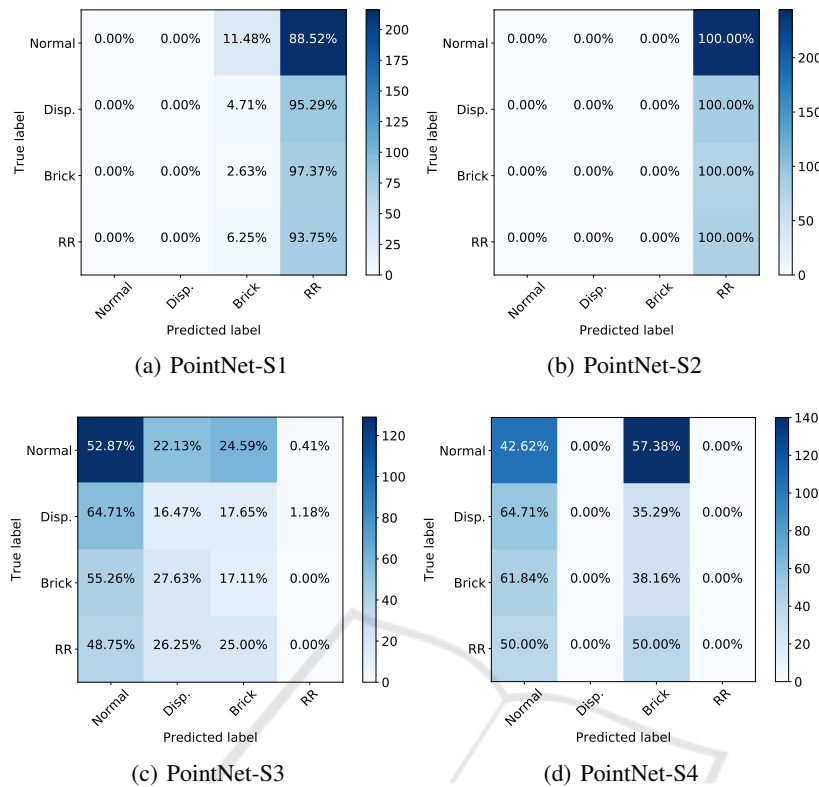 Normal 0.00% 0.00% 11.48% 88.52% 200
Disp. 0.00% 0.00% 4.71% 95.29% 175
150
125
Brick 0.00% 0.00% 2.63% 97.37% 100
75
RR 0.00% 0.00% 6.25% 93.75% 50
25
0
True label
Normal Disp. Brick RR
Predicted label
(a) PointNet-S1
Normal 0.00% 0.00% 0.00% 100.00% 200
Disp. 0.00% 0.00% 0.00% 100.00% 150
Brick 0.00% 0.00% 0.00% 100.00% 100
RR 0.00% 0.00% 0.00% 100.00% 50
0
True label
Normal Disp. Brick RR
Predicted label
(b) PointNet-S2
Normal 52.87% 22.13% 24.59% 0.41% 120
100
Disp. 64.71% 16.47% 17.65% 1.18% 80
60
Brick 55.26% 27.63% 17.11% 0.00% 40
RR 48.75% 26.25% 25.00% 0.00% 20
0
True label
Normal Disp. Brick RR
Predicted label
(c) PointNet-S3
140
Normal 42.62% 0.00% 57.38% 0.00% 120
100
Disp. 64.71% 0.00% 35.29% 0.00% 80
60
Brick 61.84% 0.00% 38.16% 0.00% 40
RR 50.00% 0.00% 50.00% 0.00% 20
0
True label
Normal Disp. Brick RR
Predicted label
(d) PointNet-S4